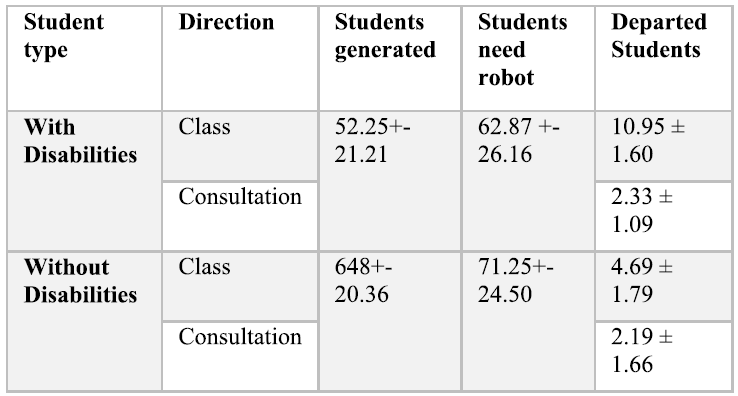 Student type Direction Students generated Students need robot Departed Students
With Disabilities Class 52.25+- 21.21 62.87 +- 26.16 10.95 ± 1.60
Consultation 2.33 ± 1.09
Without Disabilities Class 648+- 20.36 71.25+- 24.50 4.69 ± 1.79
Consultation 2.19 ± 1.66